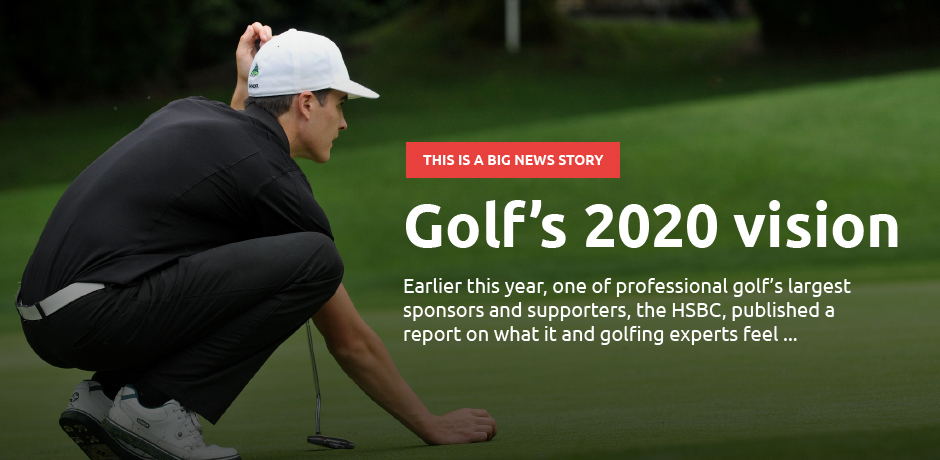 THIS IS A BIG NEWS STORY
Golf's 2020 vision
Earlier this year, one of professional golf's largest
sponsors and supporters, the HSBC, published a
report on what it and golfing experts feel ...